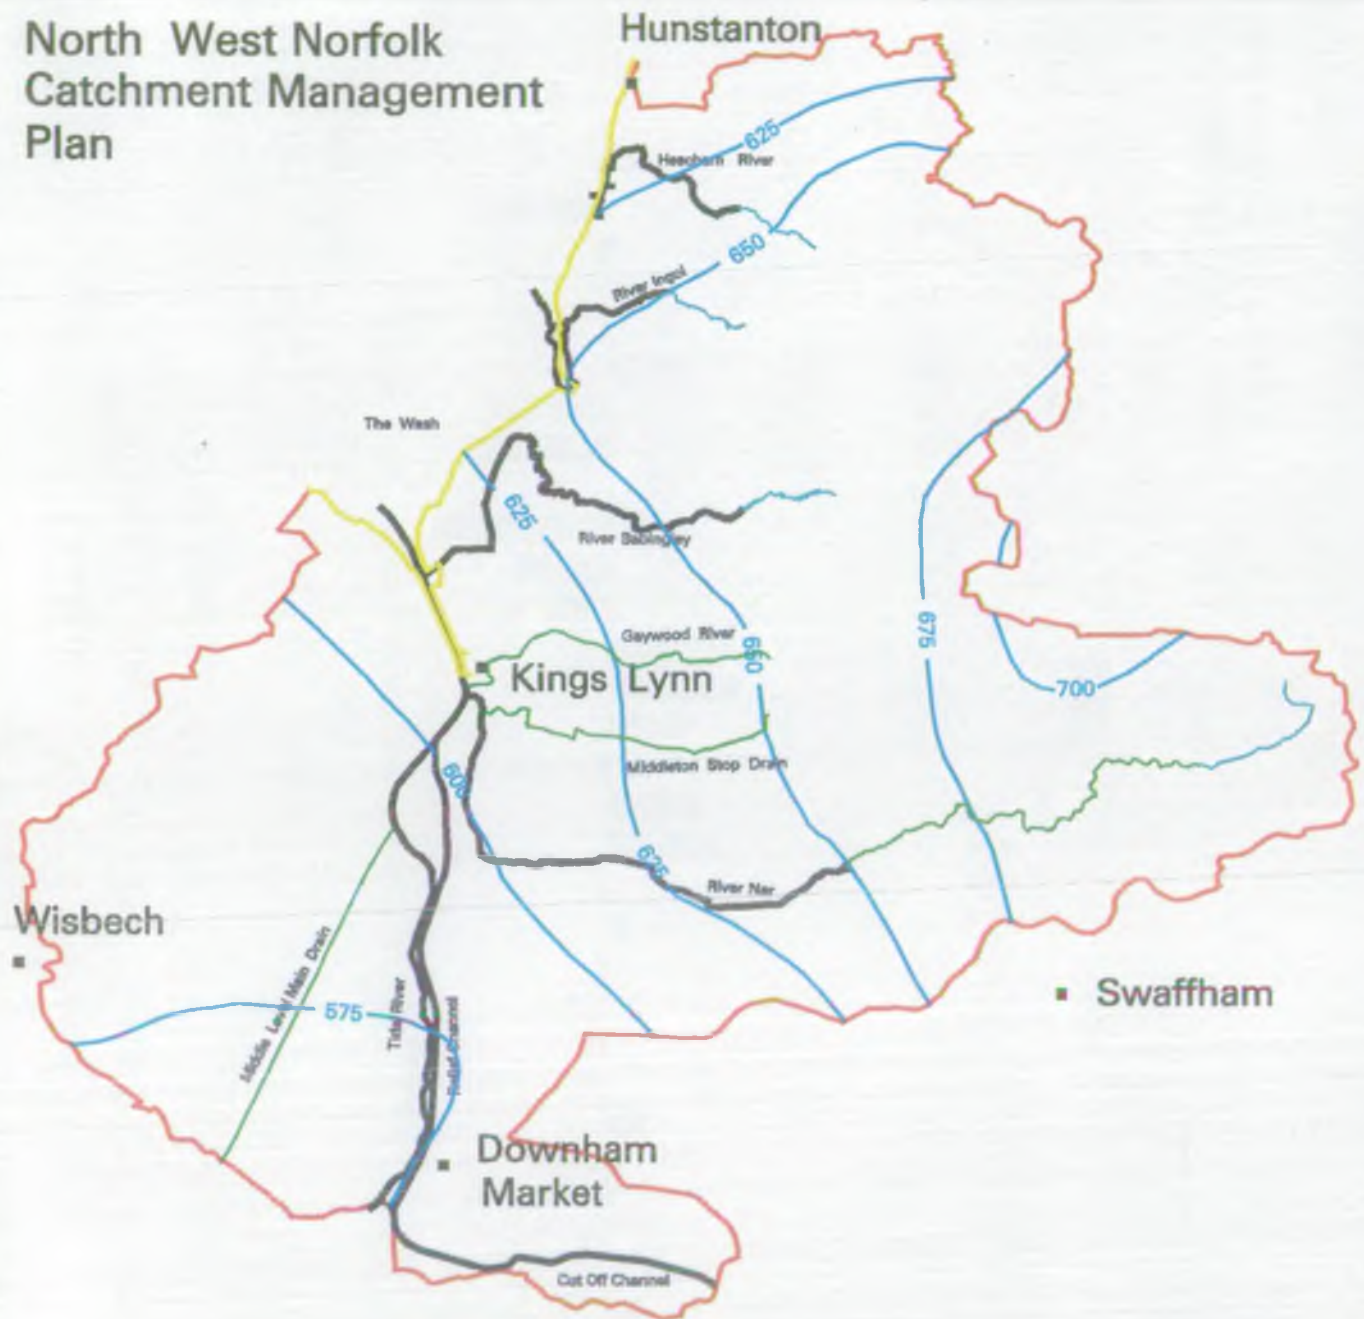 North West Norfolk
Catchment Management
Plan
Hunstanton
625
Heacham River
650
River Ingol
The Wash
625
River Babingley
Gaywood River
650
675
Kings Lynn
700
Middleton Stop Drain
600
625
River Nar
Wisbech
Middle Level Main Drain
Tidal River
Relief Channel
575
Swaffham
Downham
Market
Cut Off Channel